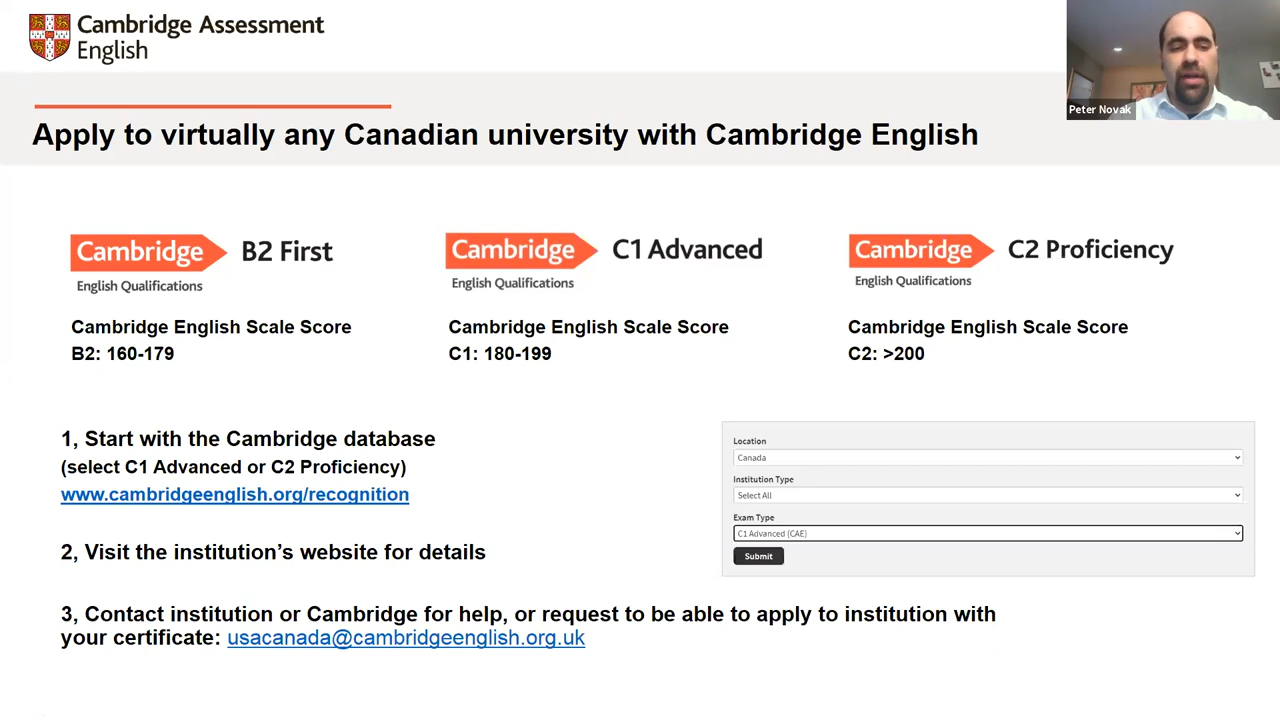 Cambridge Assessment
English
Peter Novak
Apply to virtually any Canadian university with Cambridge English
Cambridge B2 First
English Qualifications
Cambridge English Scale Score
B2: 160-179
Cambridge C1 Advanced
English Qualifications
Cambridge English Scale Score
C1: 180-199
Cambridge C2 Proficiency
English Qualifications
Cambridge English Scale Score
C2: >200
1, Start with the Cambridge database
(select C1 Advanced or C2 Proficiency)
www.cambridgeenglish.org/recognition
2, Visit the institution’s website for details
3, Contact institution or Cambridge for help, or request to be able to apply to institution with
your certificate: usacanada@cambridgeenglish.org.uk
Location
Canada
Institution Type
Select All
Exam Type
C1 Advanced (CAE)
Submit